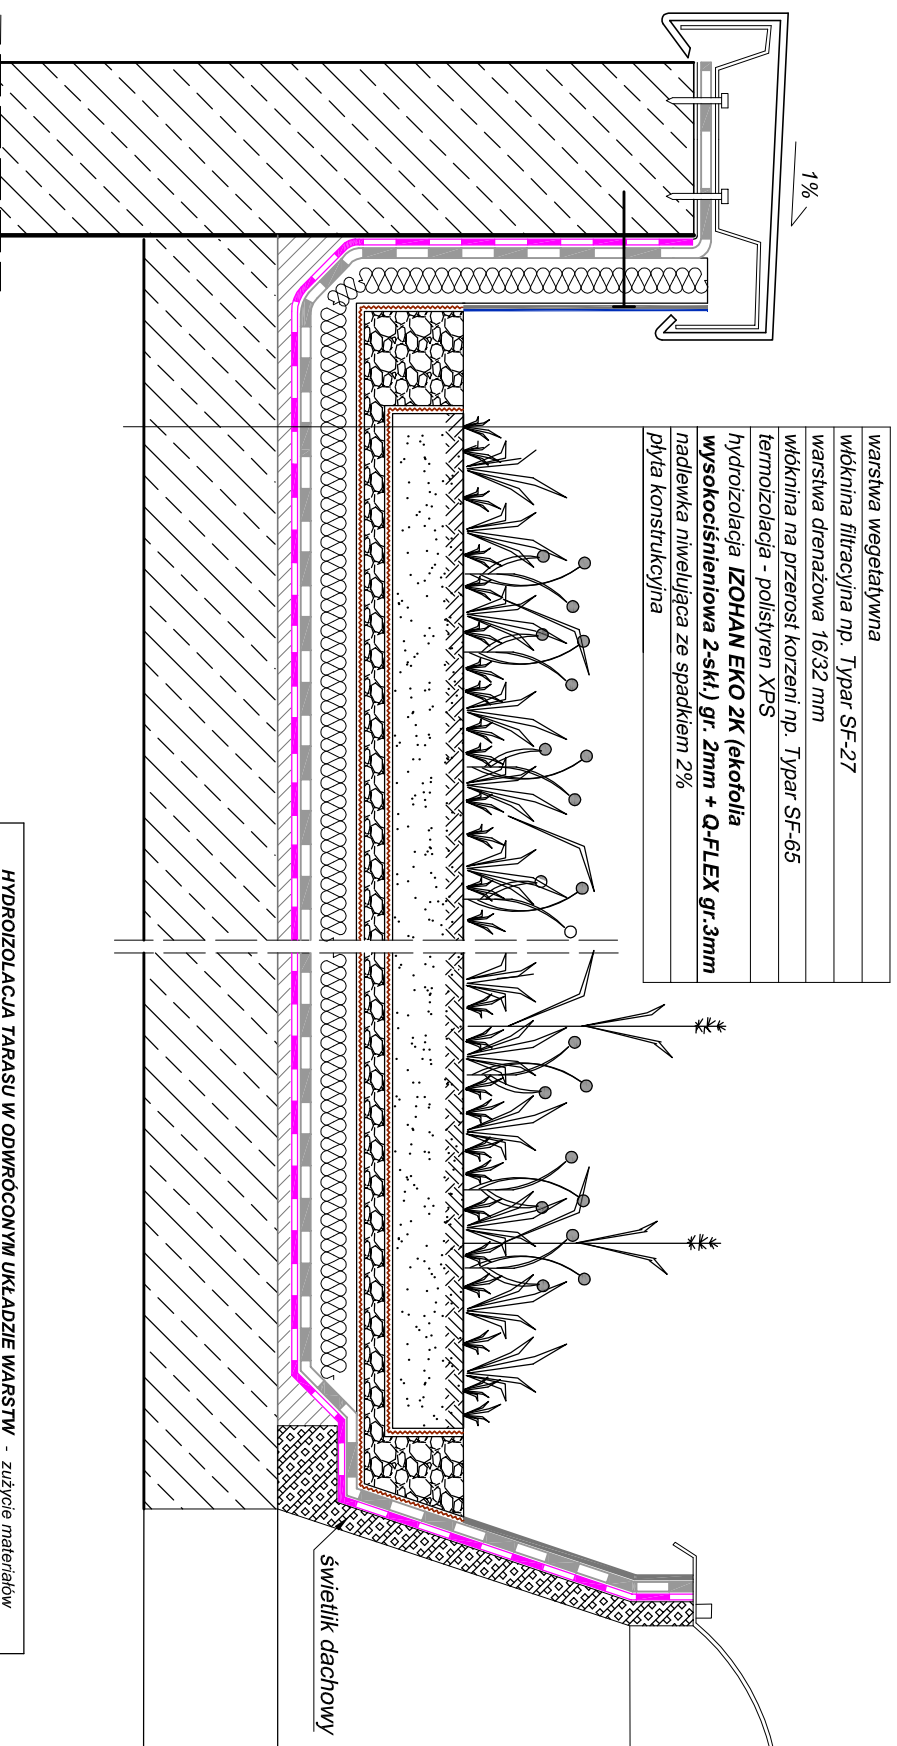 1%
warstwa wegetatywna
włóknina filtracyjna np. Typar SF-27
warstwa drenażowa 16/32 mm
włóknina na przerost korzeni np. Typar SF-65
termoizolacja - polistyren XPS
hydroizolacja IZOHAN EKO 2K (ekofolia
wysokociśnieniowa 2-skł.) gr. 2mm + Q-FLEX gr.3mm
nadlewka niwelująca ze spadkiem 2%
płyta konstrukcyjna
świetlik dachowy
HYDROIZOLACJA TARASU W ODWRÓCONYM UKŁADZIE WARSTW - zużycie materiałów